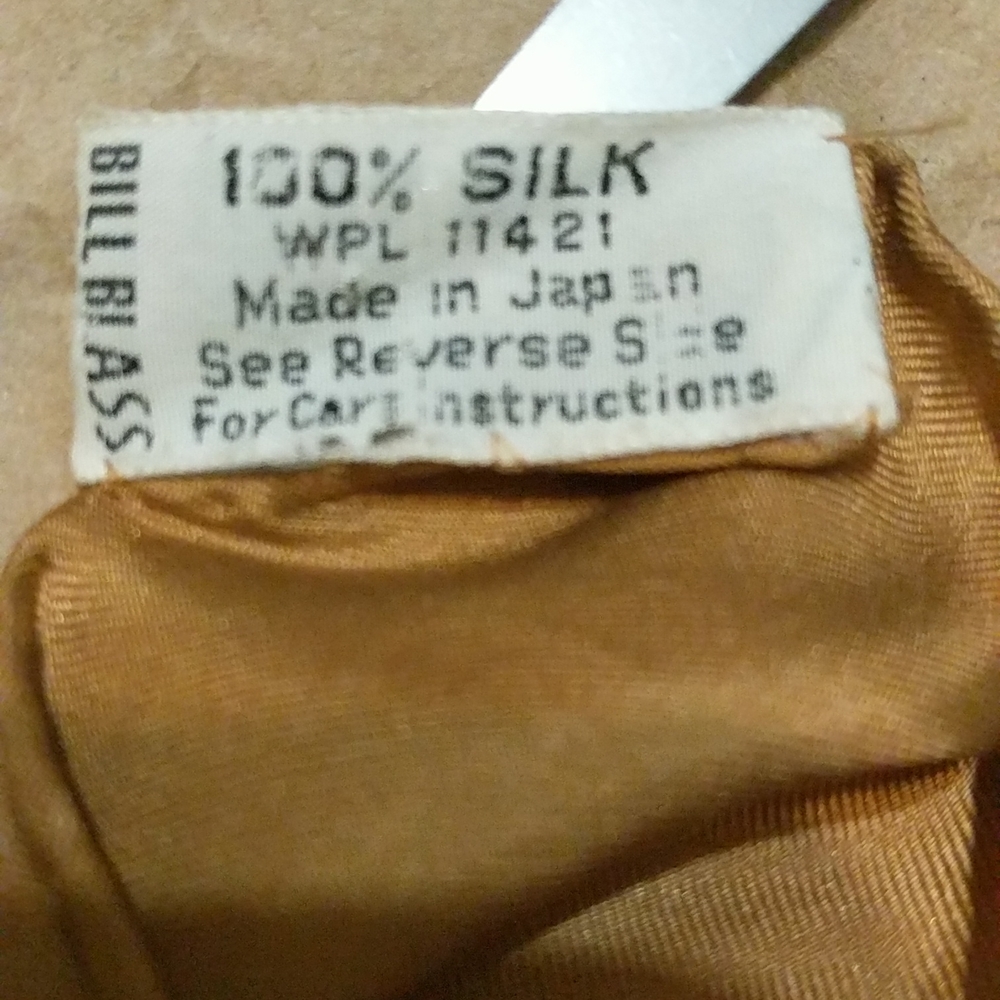 BILL BLASS
100% SILK
WPL 11421
Made in Japan
See Reverse Side
For Care Instructions